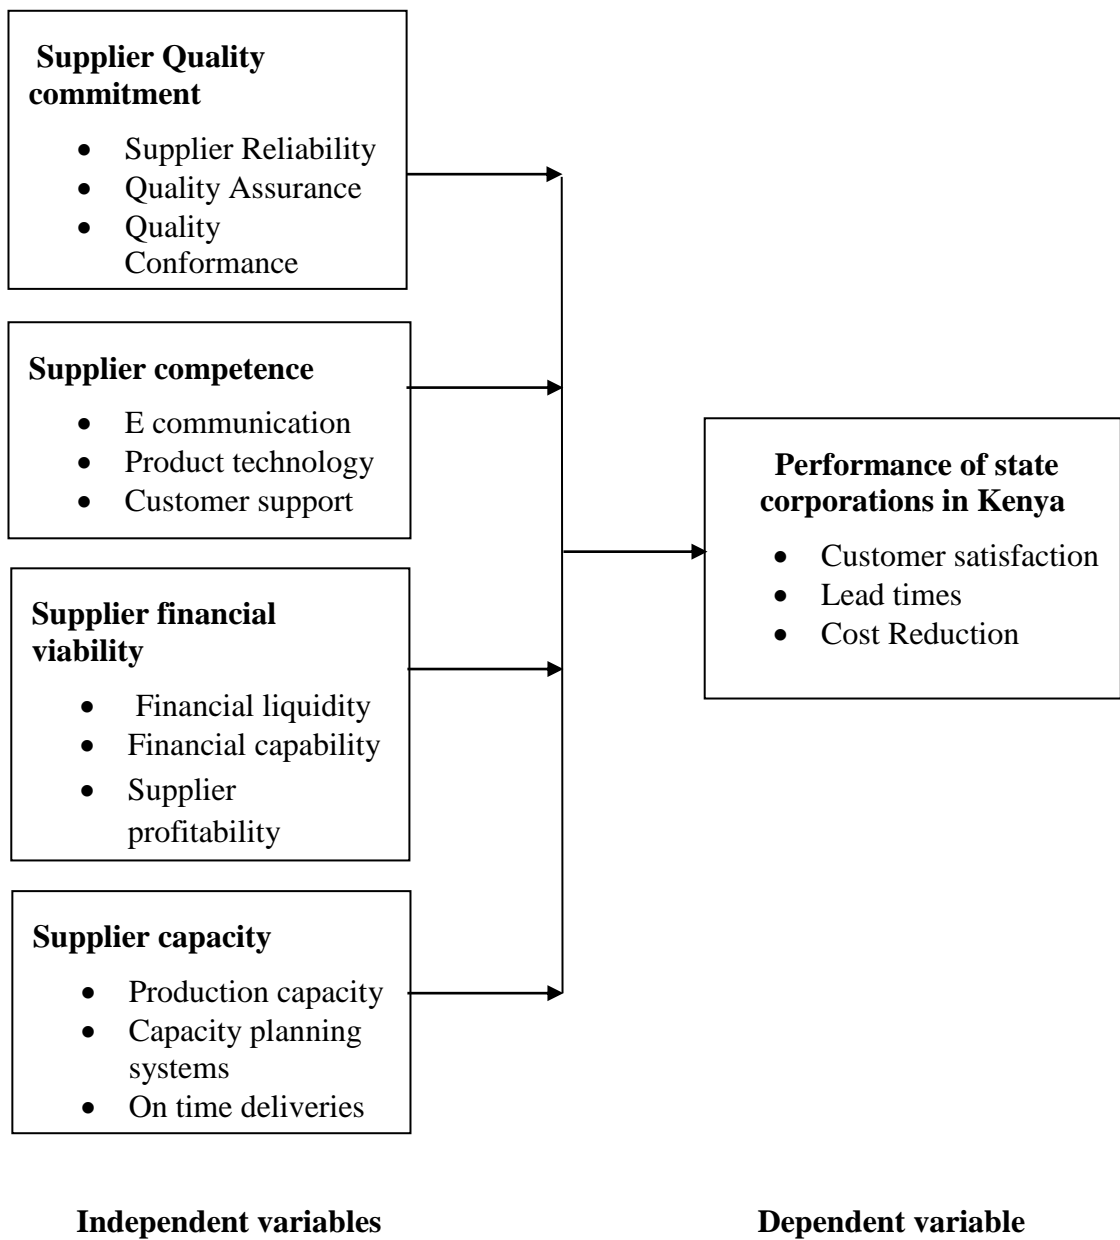 Supplier Quality
commitment
• Supplier Reliability
• Quality Assurance
• Quality
Conformance
Supplier competence
• E communication
• Product technology
• Customer support
Supplier financial
viability
• Financial liquidity
• Financial capability
• Supplier
profitability
Supplier capacity
• Production capacity
• Capacity planning
systems
• On time deliveries
Performance of state
corporations in Kenya
• Customer satisfaction
• Lead times
• Cost Reduction
Independent variables
Dependent variable